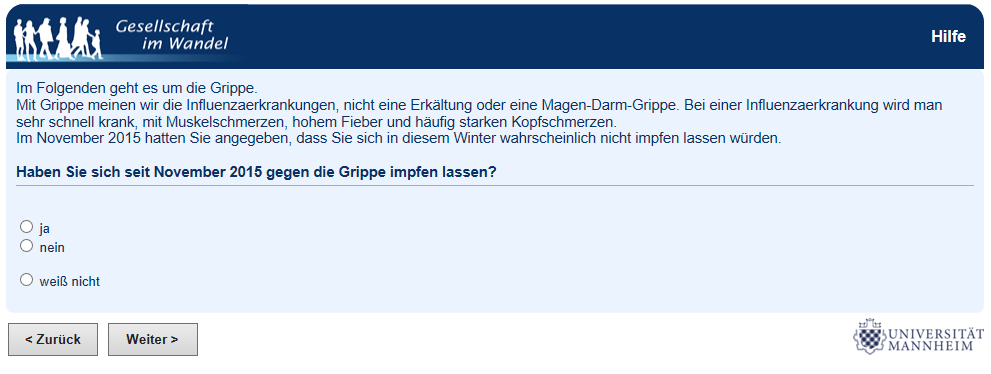 Gesellschaft
im Wandel
Hilfe
Im Folgenden geht es um die Grippe.
Mit Grippe meinen wir die Influenzaerkrankungen, nicht eine Erkältung oder eine Magen-Darm-Grippe. Bei einer Influenzaerkrankung wird man
sehr schnell krank, mit Muskelschmerzen, hohem Fieber und häufig starken Kopfschmerzen.
Im November 2015 hatten Sie angegeben, dass Sie sich in diesem Winter wahrscheinlich nicht impfen lassen würden.
Haben Sie sich seit November 2015 gegen die Grippe impfen lassen?
ja
nein
weiß nicht
< Zurück
Weiter >
UNIVERSITÄT
MANNHEIM